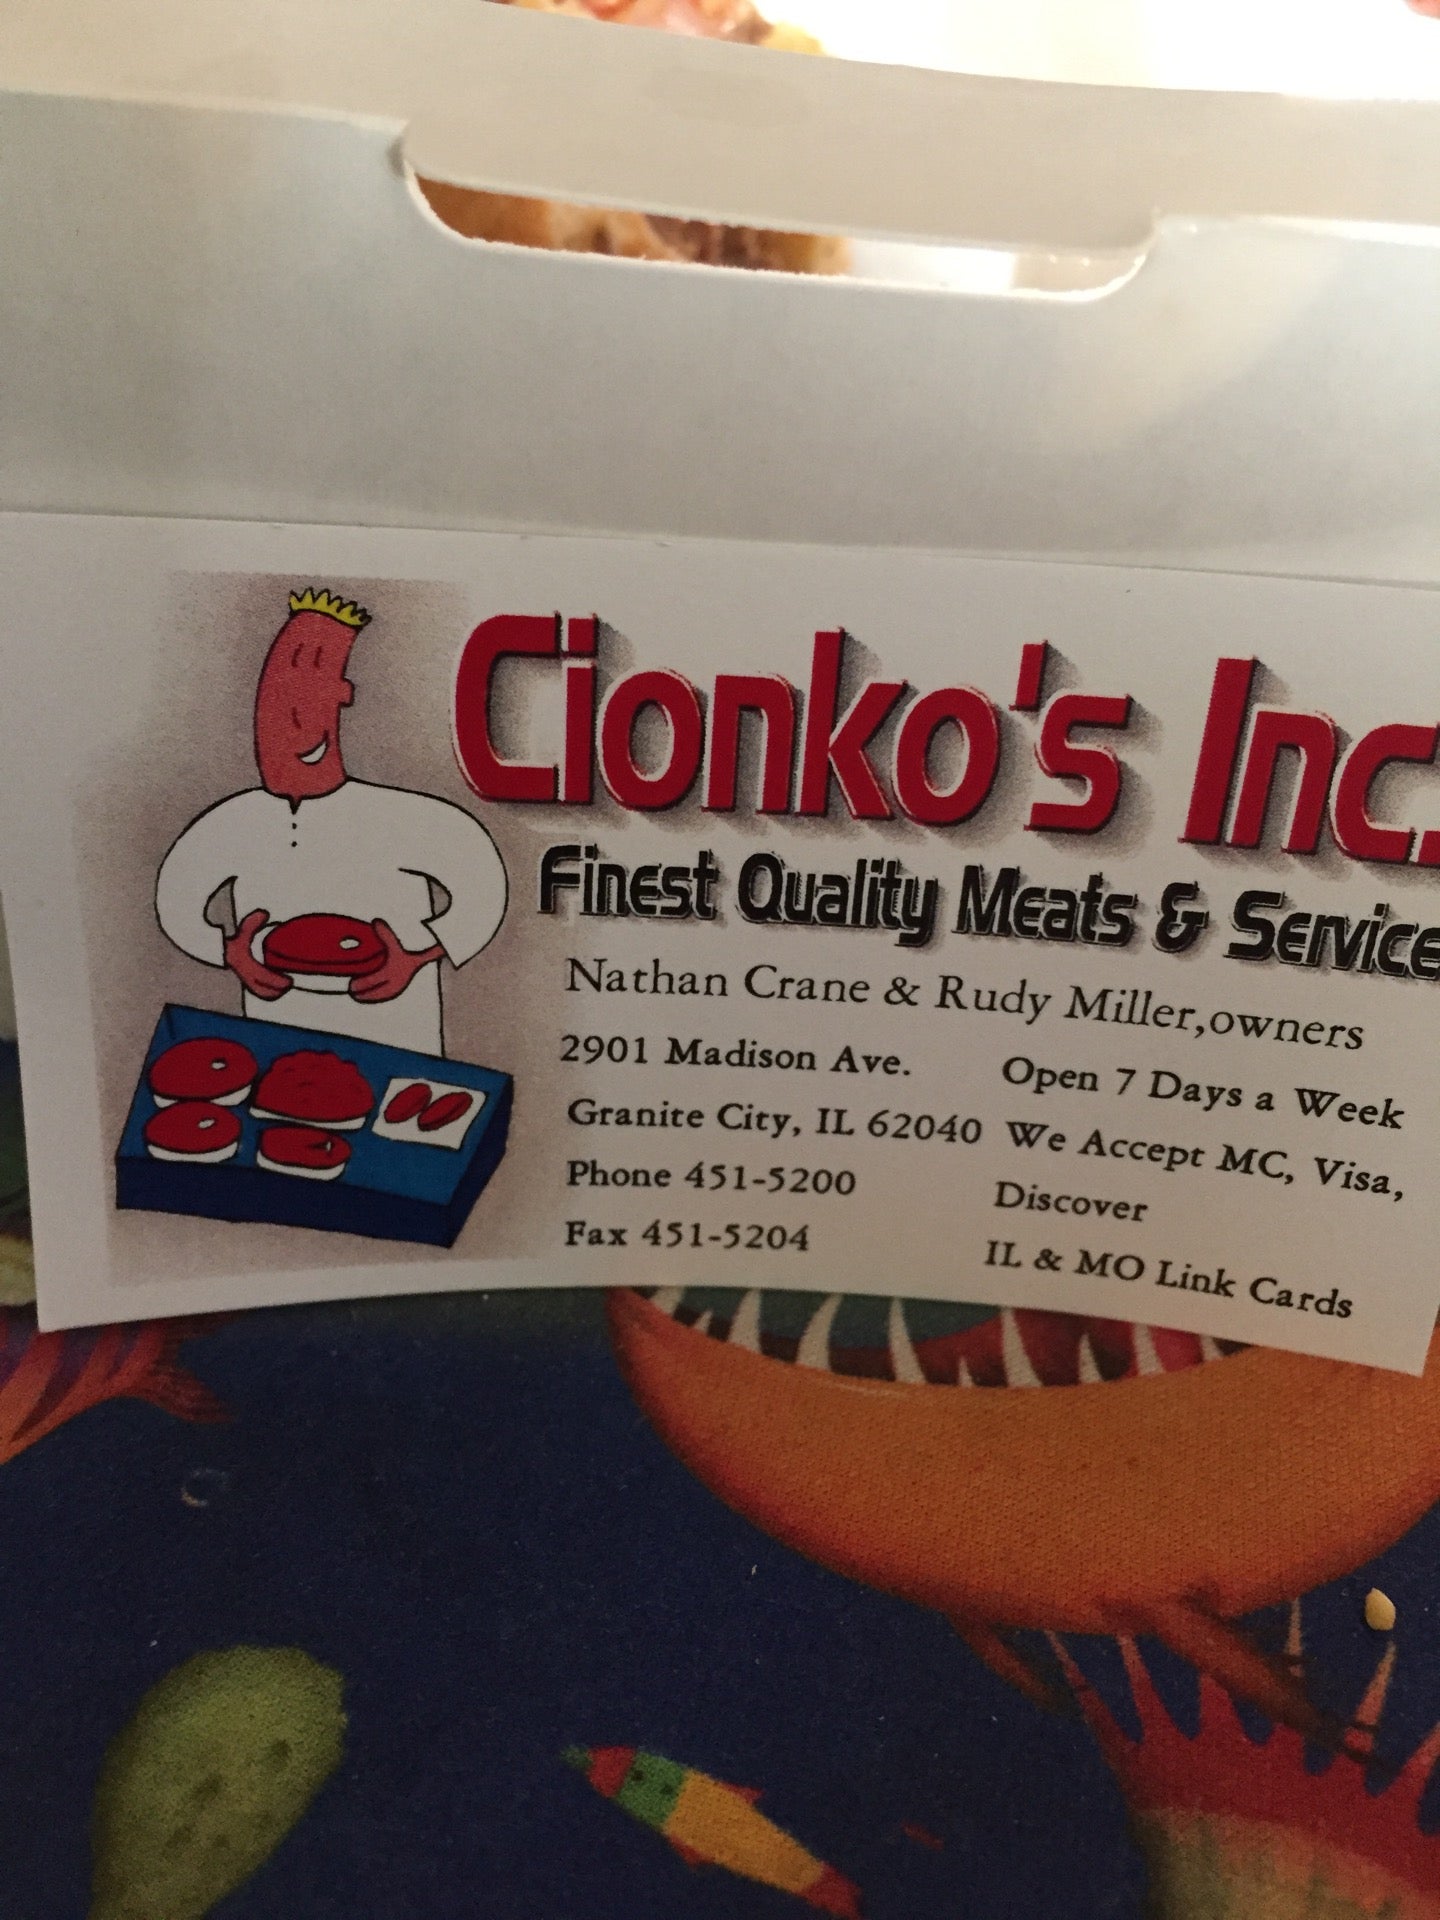 Cionko's Inc.
Finest Quality Meats & Service
Nathan Crane & Rudy Miller,owners
2901 Madison Ave.
Granite City, IL 62040
Phone 451-5200
Fax 451-5204
Open 7 Days a Week
We Accept MC, Visa,
Discover
IL & MO Link Cards